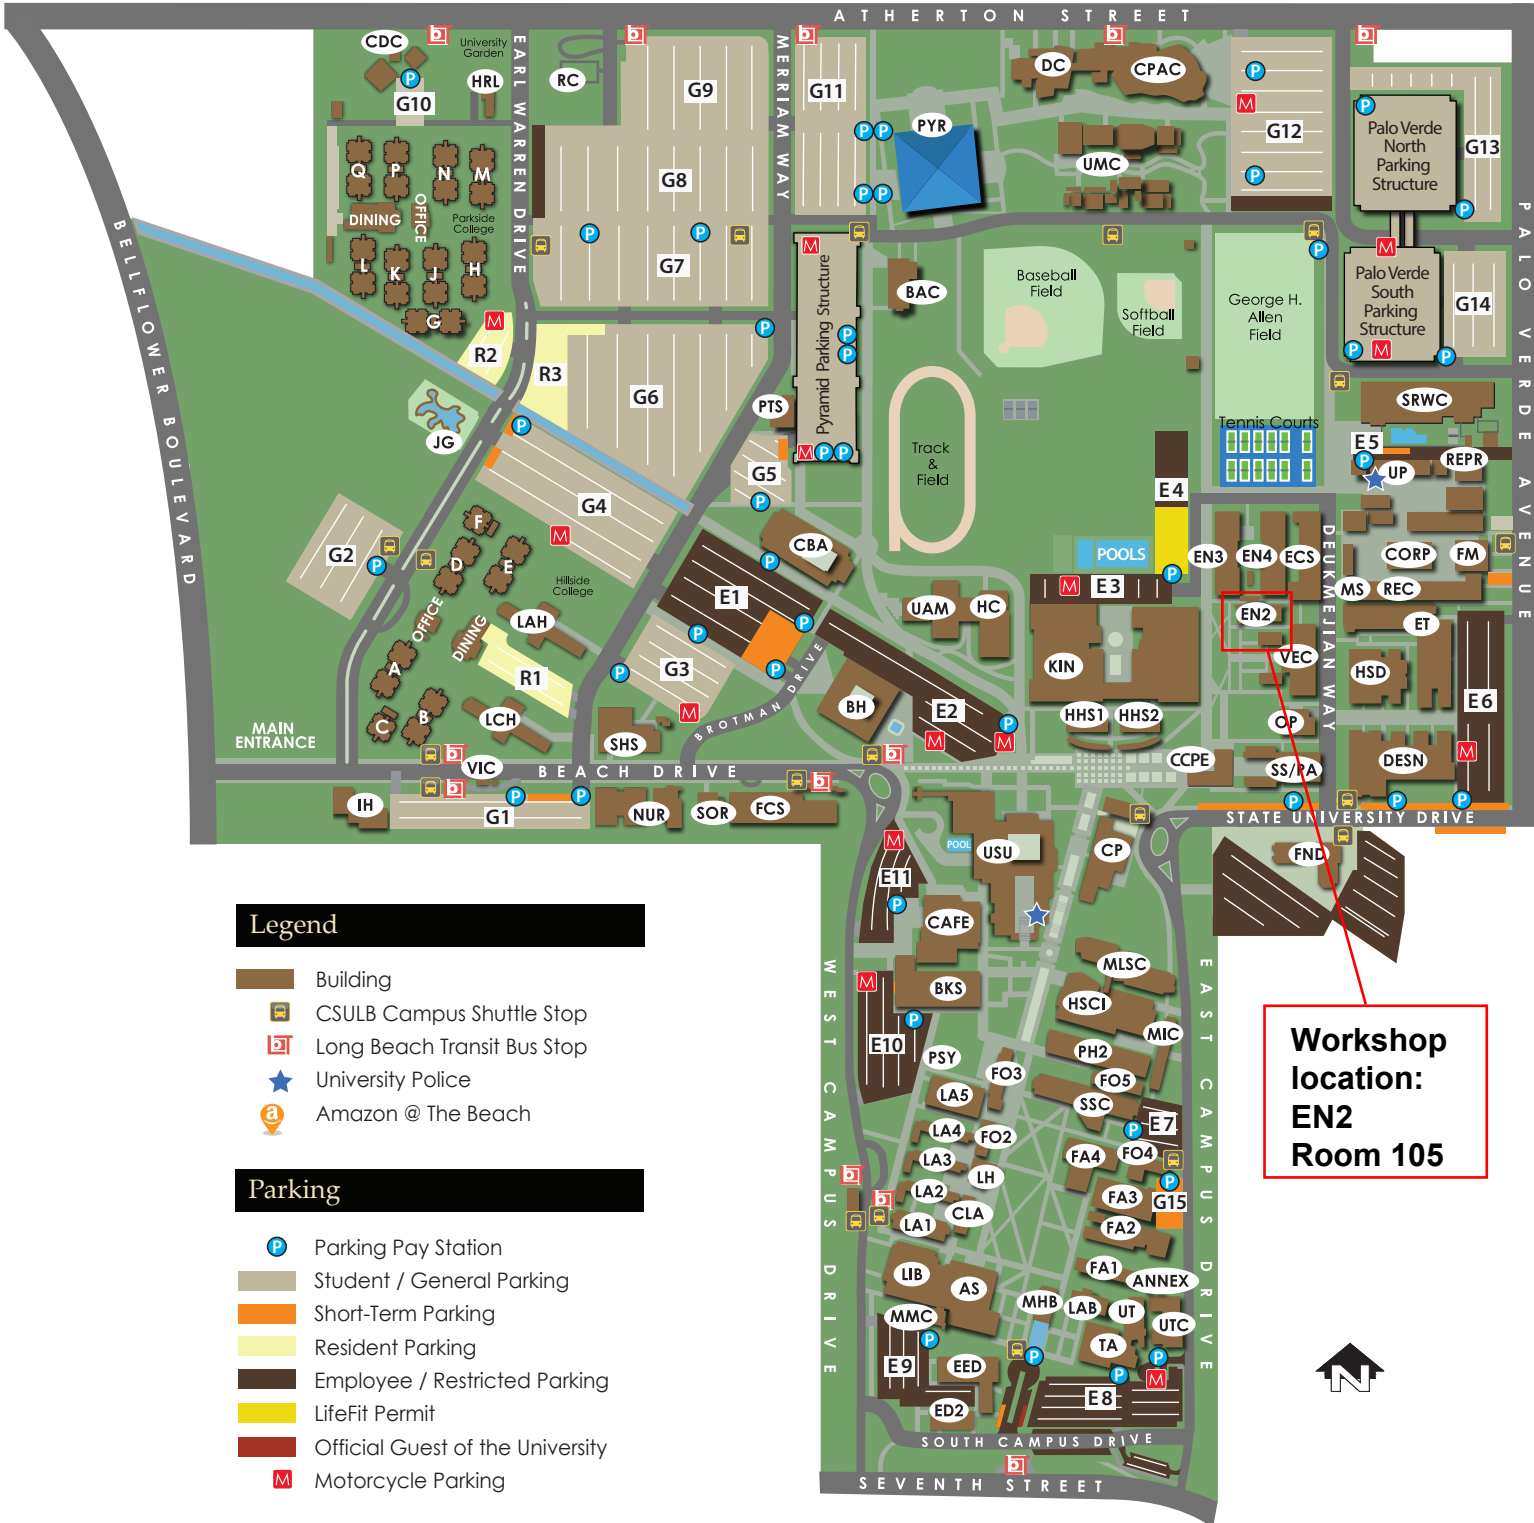 ATHERTON STREET
CDC
University
Garden
HRL
G10
EARL WARREN DRIVE
RC
G9
MERRIAM WAY
G11
PYR
DC
CPAC
UMC
G12
Palo Verde
North
Parking
Structure
G13
Q
P
N
M
DINING
OFFICE
Parkside
College
L
K
J
H
G
G8
G7
BELLFLOWER BOULEVARD
PALO VERDE AVENUE
Pyramid Parking Structure
BAC
Baseball
Field
Softball
Field
George H.
Allen
Field
Palo Verde
South
Parking
Structure
G14
R2
R3
G6
JG
PTS
Track
&
Field
Tennis Courts
SRWC
E5
UP
REPR
G5
G4
E4
G2
F
D
E
OFFICE
Hillside
College
CBA
POOLS
EN3
EN4
ECS
DEUKMEJIAN WAY
CORP
FM
MS
REC
E1
E3
UAM
HC
EN2
ET
LAH
DINING
R1
A
B
C
LCH
G3
BROTMAN DRIVE
KIN
VEC
HSD
E6
BH
E2
HHS1
HHS2
OP
MAIN
ENTRANCE
SHS
VIC
BEACH DRIVE
CCPE
SS/PA
DESN
IH
G1
NUR
SOR
FCS
POOL
USU
CP
STATE UNIVERSITY DRIVE
FND
E11
CAFE
BKS
E10
WEST CAMPUS DRIVE
EAST CAMPUS DRIVE
MLSC
HSCI
MIC
PH2
PSY
FO3
FO5
LA5
SSC
E7
LA4
FO2
LA3
FA4
FO4
LH
LA2
FA3
G15
CLA
LA1
FA2
LIB
AS
FA1
ANNEX
MHB
LAB
UT
MMC
UTC
TA
E9
EED
E8
ED2
SOUTH CAMPUS DRIVE
SEVENTH STREET
Workshop
location:
EN2
Room 105
N
Legend
Building
CSULB Campus Shuttle Stop
Long Beach Transit Bus Stop
University Police
Amazon @ The Beach
Parking
Parking Pay Station
Student / General Parking
Short-Term Parking
Resident Parking
Employee / Restricted Parking
LifeFit Permit
Official Guest of the University
Motorcycle Parking